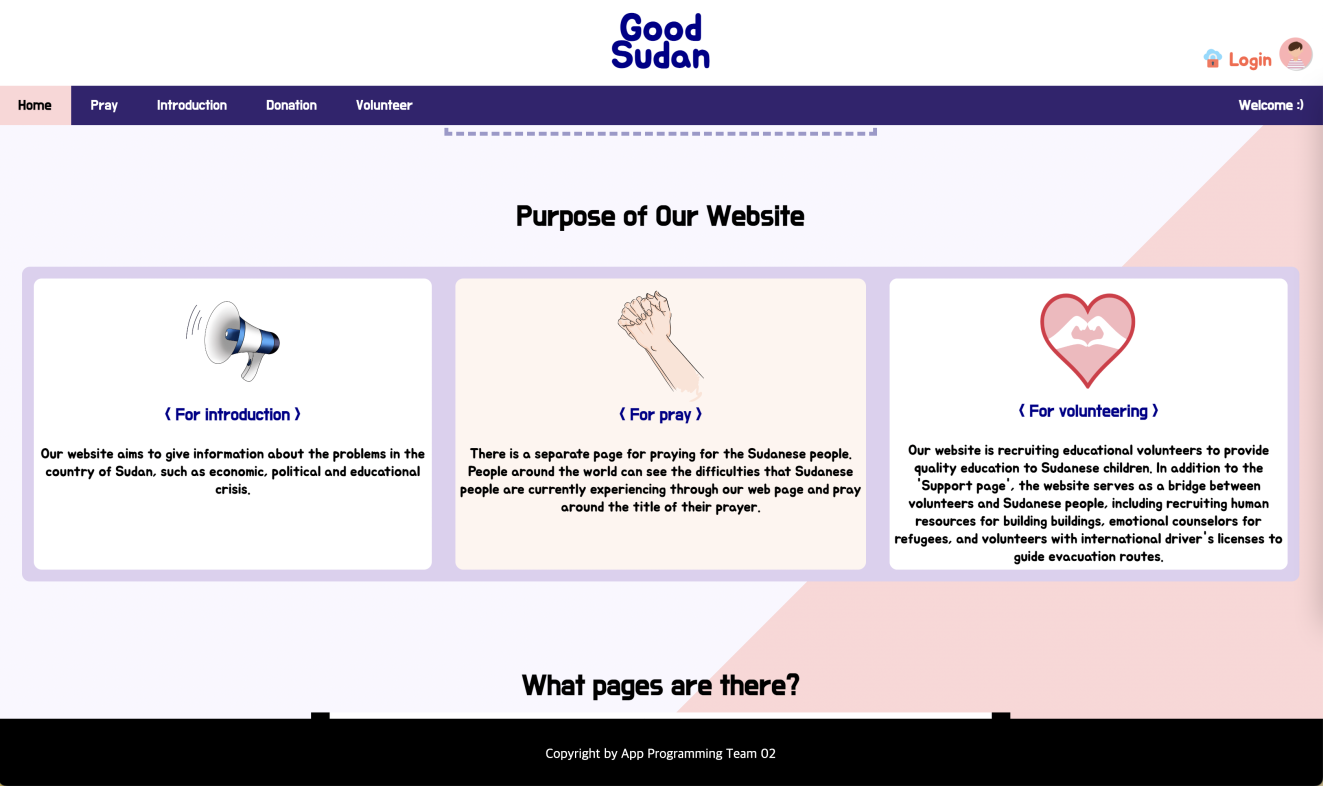 Good
Sudan
Login
Home
Pray
Introduction
Donation
Volunteer
Welcome :)
Purpose of Our Website
< For introduction >
Our website aims to give information about the problems in the
country of Sudan, such as economic, political and educational
crisis.
< For pray >
There is a separate page for praying for the Sudanese people.
People around the world can see the difficulties that Sudanese
people are currently experiencing through our web page and pray
around the title of their prayer.
< For volunteering >
Our website is recruiting educational volunteers to provide
quality education to Sudanese children. In addition to the
'Support page', the website serves as a bridge between
volunteers and Sudanese people, including recruiting human
resources for building buildings, emotional counselors for
refugees, and volunteers with international driver's licenses to
guide evacuation routes.
What pages are there?
Copyright by App Programming Team 02